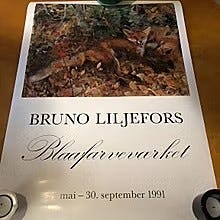 BRUNO LILJEFORS
Blaafarveværket
mai – 30. september 1991